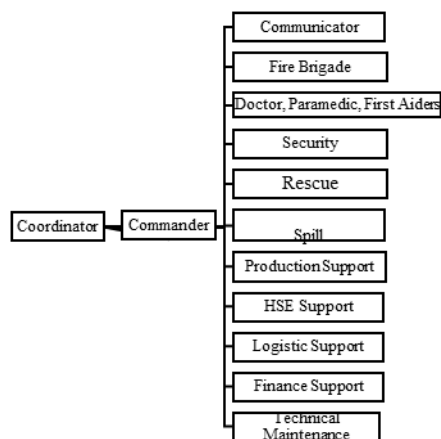 Communicator
Fire Brigade
Doctor, Paramedic, First Aiders
Security
Rescue
Coordinator
Commander
Spill
Production Support
HSE Support
Logistic Support
Finance Support
Technical
Maintenance